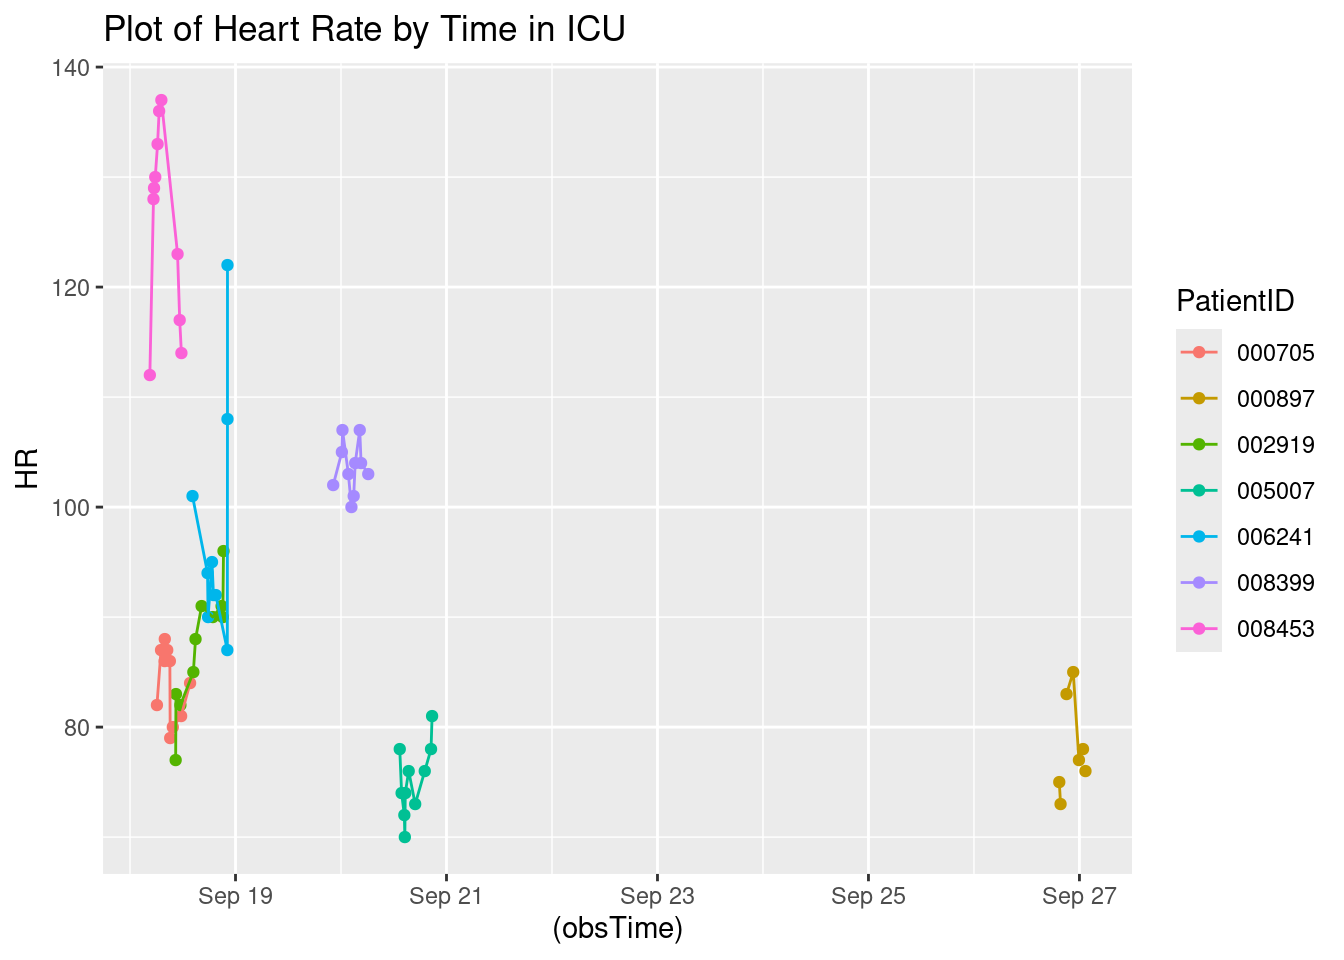 Plot of Heart Rate by Time in ICU
140
120
100
80
HR
Sep 19
Sep 21
Sep 23
Sep 25
Sep 27
(obsTime)
PatientID
000705
000897
002919
005007
006241
008399
008453